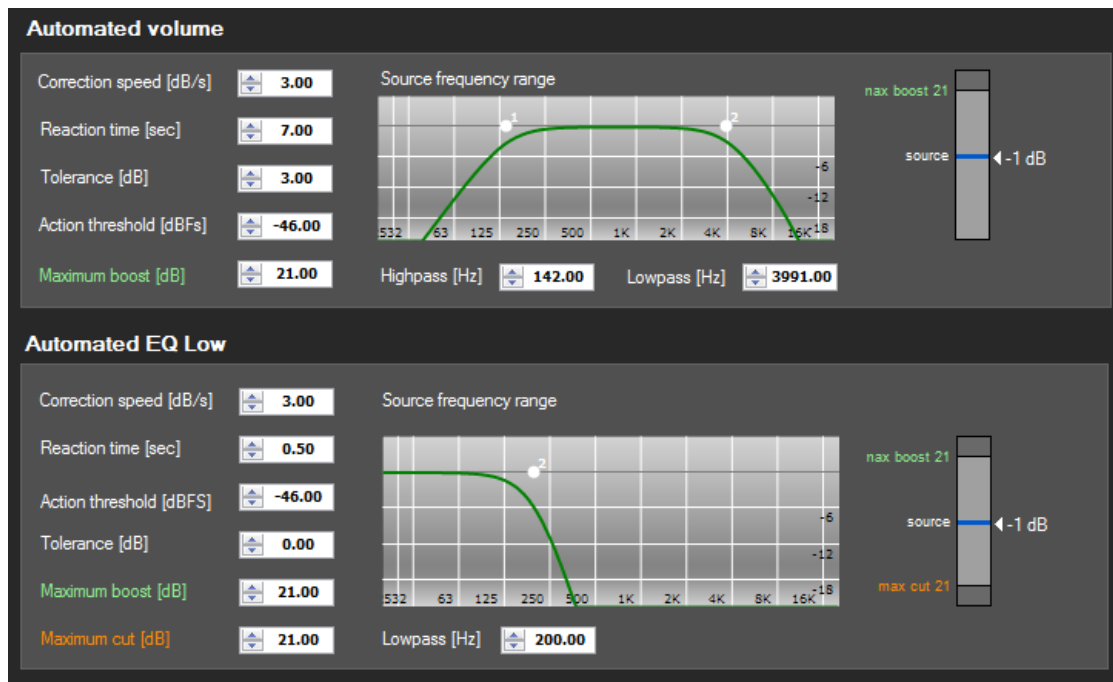 Automated volume
Correction speed [dB/s] 3.00
Reaction time [sec] 7.00
Tolerance [dB] 3.00
Action threshold [dBFs] -46.00
Maximum boost [dB] 21.00
Source frequency range
1 2
-6
-12
-18
532 63 125 250 500 1K 2K 4K 8K 16K
Highpass [Hz] 142.00 Lowpass [Hz] 3991.00
nax boost 21
source -1 dB
Automated EQ Low
Correction speed [dB/s] 3.00
Reaction time [sec] 0.50
Action threshold [dBFS] -46.00
Tolerance [dB] 0.00
Maximum boost [dB] 21.00
Maximum cut [dB] 21.00
Source frequency range
2
-6
-12
-18
532 63 125 250 500 1K 2K 4K 8K 16K
Lowpass [Hz] 200.00
nax boost 21
source -1 dB
max cut 21